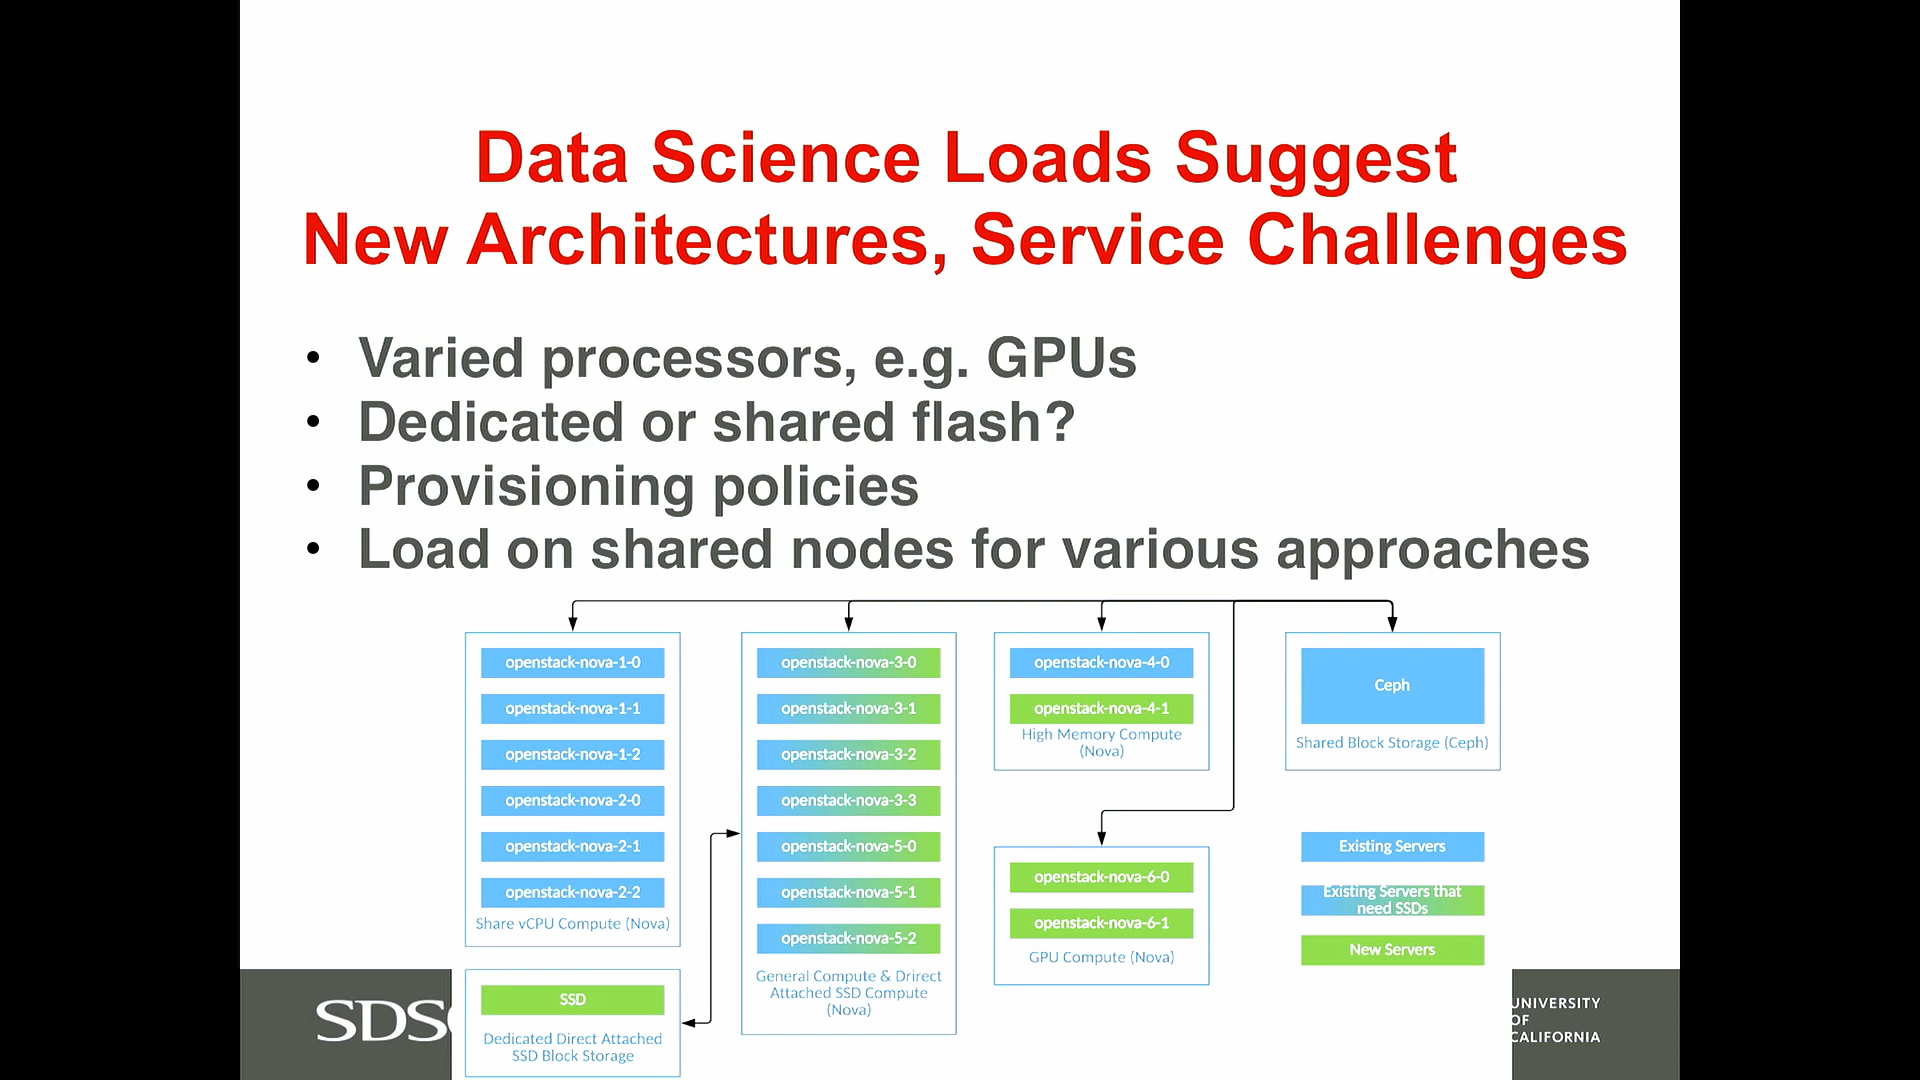 Data Science Loads Suggest
New Architectures, Service Challenges
• Varied processors, e.g. GPUs
• Dedicated or shared flash?
• Provisioning policies
• Load on shared nodes for various approaches
openstack-nova-1-0
openstack-nova-1-1
openstack-nova-1-2
openstack-nova-2-0
openstack-nova-2-1
openstack-nova-2-2
Share vCPU Compute (Nova)
SSD
Dedicated Direct Attached
SSD Block Storage
openstack-nova-3-0
openstack-nova-3-1
openstack-nova-3-2
openstack-nova-3-3
openstack-nova-5-0
openstack-nova-5-1
openstack-nova-5-2
General Compute & Drirect
Attached SSD Compute
(Nova)
openstack-nova-4-0
openstack-nova-4-1
High Memory Compute
(Nova)
openstack-nova-6-0
openstack-nova-6-1
GPU Compute (Nova)
Ceph
Shared Block Storage (Ceph)
Existing Servers
Existing Servers that
need SSDs
New Servers
SDS
UNIVERSITY
OF
CALIFORNIA